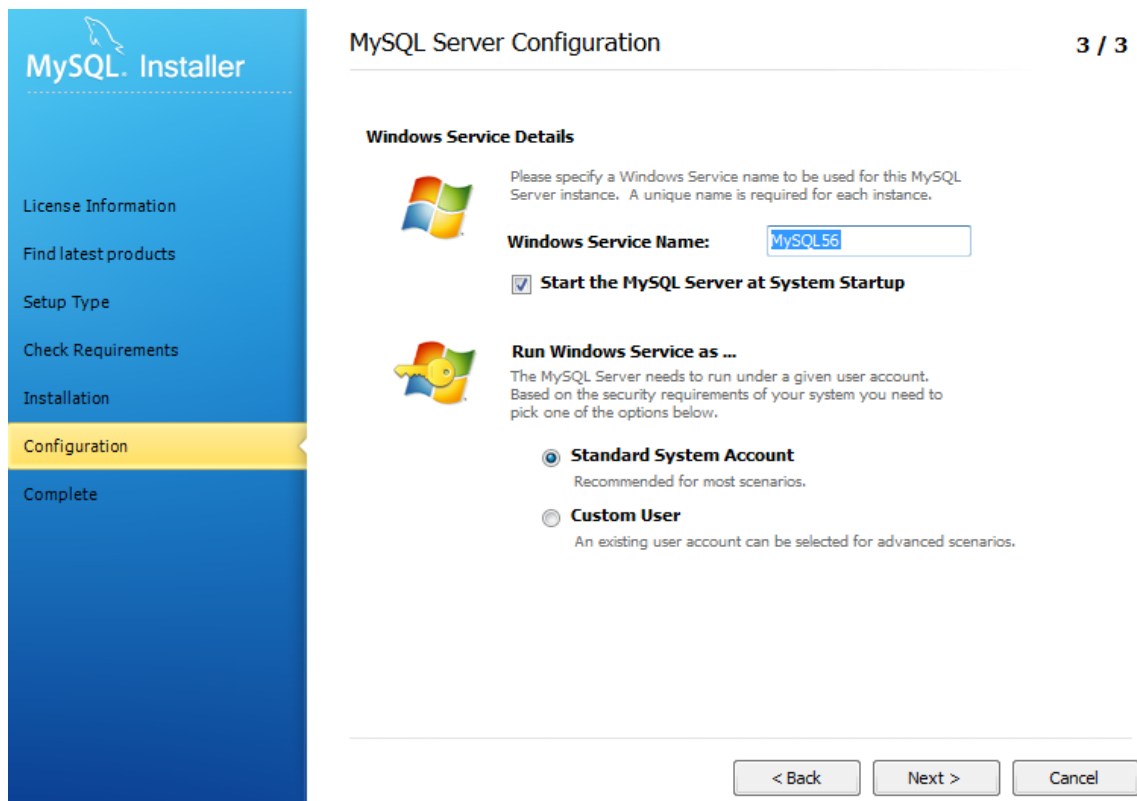 MySQL. Installer
MySQL Server Configuration
3 / 3
License Information
Find latest products
Setup Type
Check Requirements
Installation
Configuration
Complete
Windows Service Details
Please specify a Windows Service name to be used for this MySQL
Server instance. A unique name is required for each instance.
Windows Service Name:
MySQL56
Start the MySQL Server at System Startup
Run Windows Service as ...
The MySQL Server needs to run under a given user account.
Based on the security requirements of your system you need to
pick one of the options below.
Standard System Account
Recommended for most scenarios.
Custom User
An existing user account can be selected for advanced scenarios.
< Back
Next >
Cancel